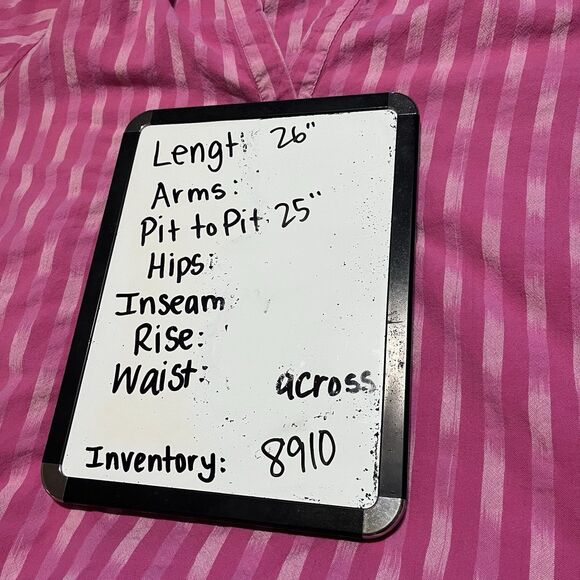 Lengt: 26"
Arms:
Pit to Pit 25"
Hips:
Inseam
Rise:
Waist: across
Inventory: 8910